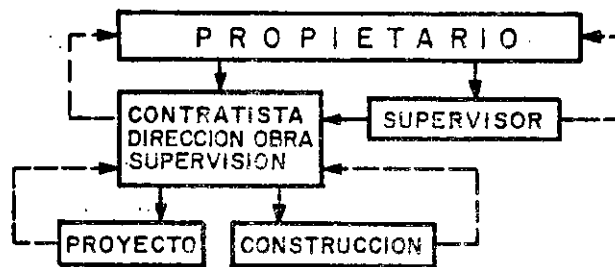 PROPIETARIO
CONTRATISTA
DIRECCION OBRA
SUPERVISION
SUPERVISOR
PROYECTO
CONSTRUCCION